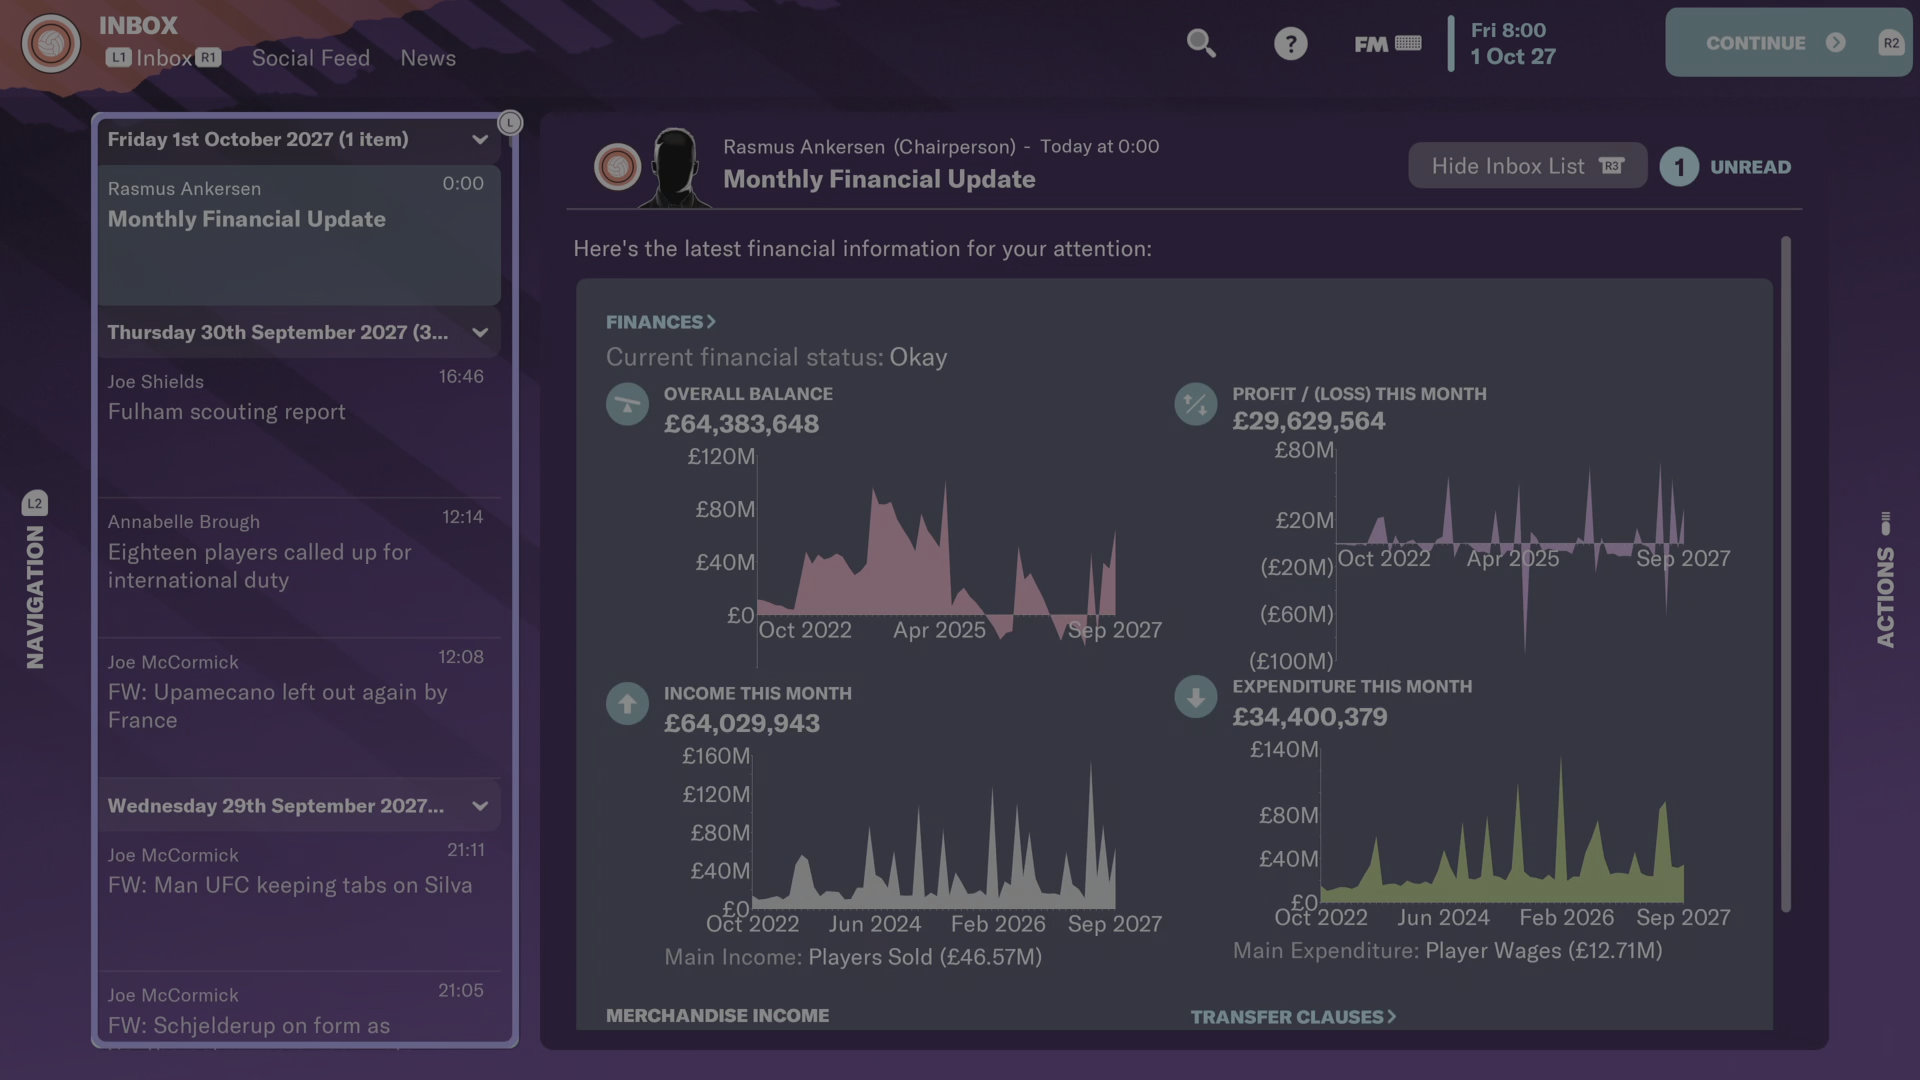 INBOX
L1 Inbox R1 Social Feed News
?
FM
Fri 8:00
1 Oct 27
CONTINUE R2
L
Friday 1st October 2027 (1 item)
Rasmus Ankersen 0:00
Monthly Financial Update
Thursday 30th September 2027 (3...
Joe Shields 16:46
Fulham scouting report
Annabelle Brough 12:14
Eighteen players called up for
international duty
Joe McCormick 12:08
FW: Upamecano left out again by
France
Wednesday 29th September 2027...
Joe McCormick 21:11
FW: Man UFC keeping tabs on Silva
Joe McCormick 21:05
FW: Schjelderup on form as
L2
NAVIGATION
Rasmus Ankersen (Chairperson) - Today at 0:00
Monthly Financial Update
Hide Inbox List R3
1 UNREAD
Here's the latest financial information for your attention:
FINANCES
Current financial status: Okay
OVERALL BALANCE
£64,383,648
£120M
£80M
£40M
£0
Oct 2022 Apr 2025 Sep 2027
PROFIT / (LOSS) THIS MONTH
£29,629,564
£80M
£20M
(£20M)
(£60M)
(£100M)
Oct 2022 Apr 2025 Sep 2027
INCOME THIS MONTH
£64,029,943
£160M
£120M
£80M
£40M
£0
Oct 2022 Jun 2024 Feb 2026 Sep 2027
Main Income: Players Sold (£46.57M)
EXPENDITURE THIS MONTH
£34,400,379
£140M
£80M
£40M
£0
Oct 2022 Jun 2024 Feb 2026 Sep 2027
Main Expenditure: Player Wages (£12.71M)
MERCHANDISE INCOME
TRANSFER CLAUSES
ACTIONS